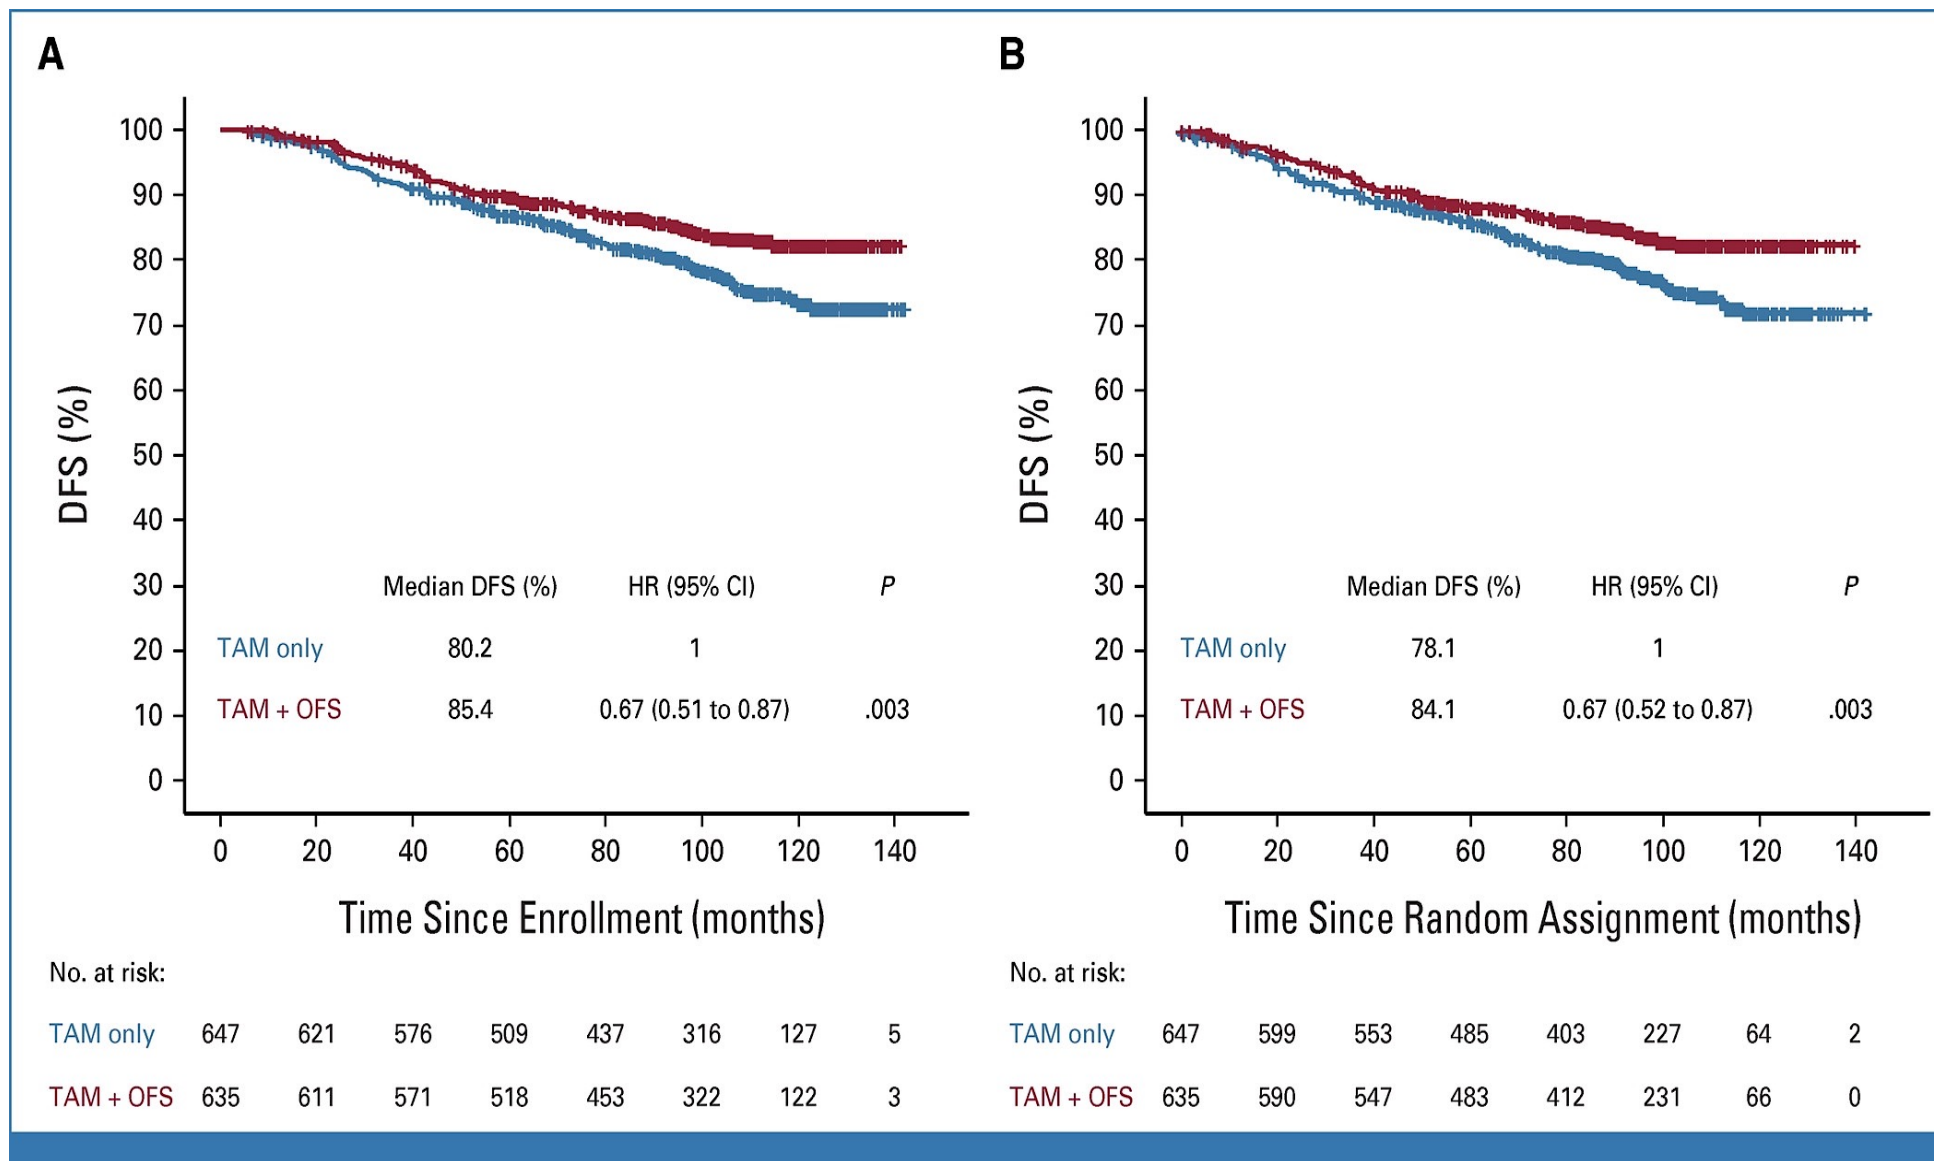 A
100
90
80
70
60
50
40
30
20
10
0
DFS (%)
Median DFS (%) HR (95% CI) P
TAM only 80.2 1
TAM + OFS 85.4 0.67 (0.51 to 0.87) .003
0 20 40 60 80 100 120 140
Time Since Enrollment (months)
No. at risk:
TAM only 647 621 576 509 437 316 127 5
TAM + OFS 635 611 571 518 453 322 122 3
B
100
90
80
70
60
50
40
30
20
10
0
DFS (%)
Median DFS (%) HR (95% CI) P
TAM only 78.1 1
TAM + OFS 84.1 0.67 (0.52 to 0.87) .003
0 20 40 60 80 100 120 140
Time Since Random Assignment (months)
No. at risk:
TAM only 647 599 553 485 403 227 64 2
TAM + OFS 635 590 547 483 412 231 66 0